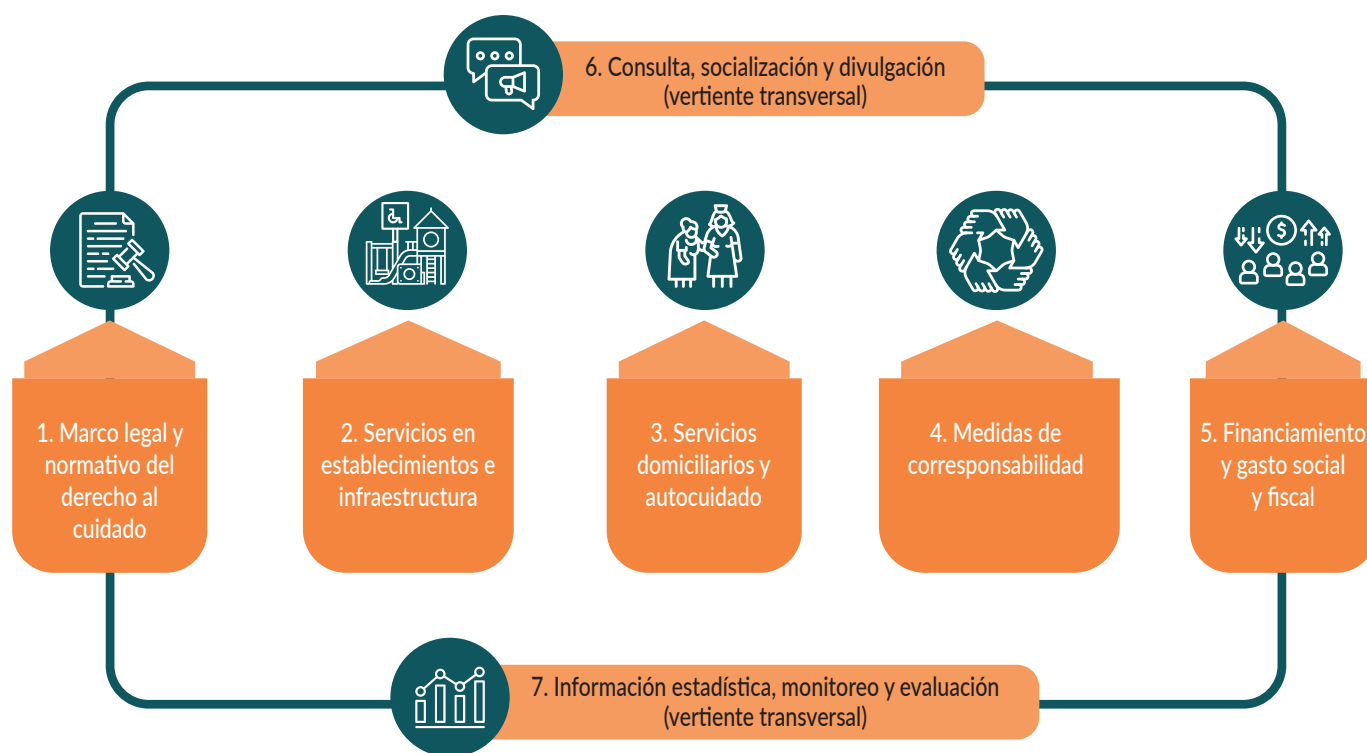 6. Consulta, socialización y divulgación
(vertiente transversal)
$
1. Marco legal y
normativo del
derecho al
cuidado
2. Servicios en
establecimientos e
infraestructura
3. Servicios
domiciliarios y
autocuidado
4. Medidas de
corresponsabilidad
5. Financiamiento
y gasto social
y fiscal
7. Información estadística, monitoreo y evaluación
(vertiente transversal)